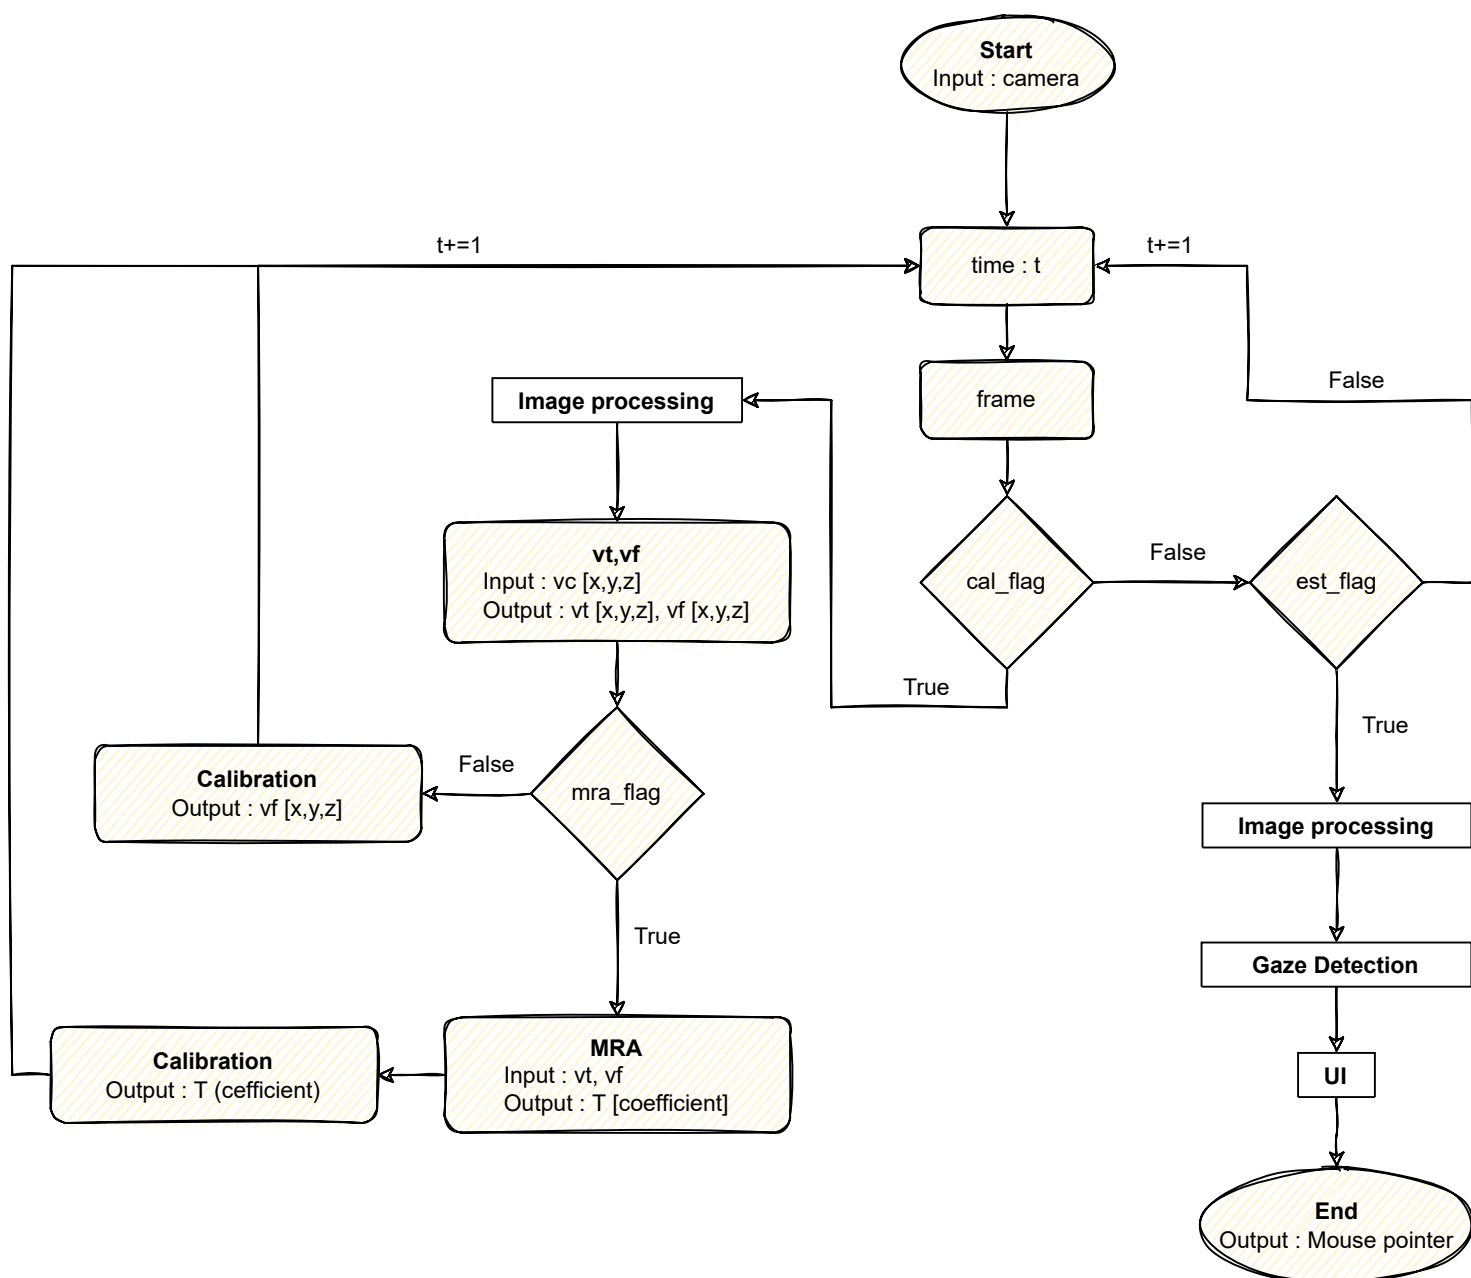 Start
Input : camera
t+=1
time : t
t+=1
False
Image processing
frame
vt,vf
Input : vc [x,y,z]
Output : vt [x,y,z], vf [x,y,z]
cal_flag
False
est_flag
True
True
Calibration
Output : vf [x,y,z]
False
mra_flag
Image processing
True
Gaze Detection
Calibration
Output : T (cefficient)
MRA
Input : vt, vf
Output : T [coefficient]
UI
End
Output : Mouse pointer